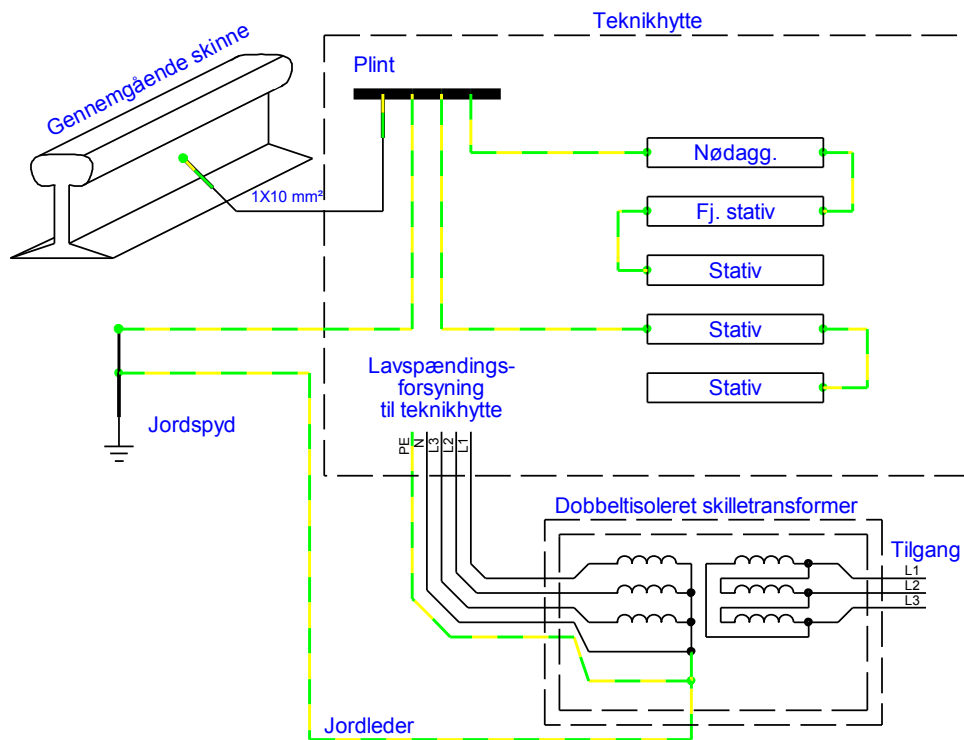 Teknikhytte
Gennemgående skinne
Plint
Nødagg.
1X10 mm²
Fj. stativ
Stativ
Stativ
Lavspændings-
forsyning
til teknikhytte
Stativ
Jordspyd
PE
N
L3
L2
L1
Dobbeltisoleret skilletransformer
Tilgang
L1
L2
L3
Jordleder